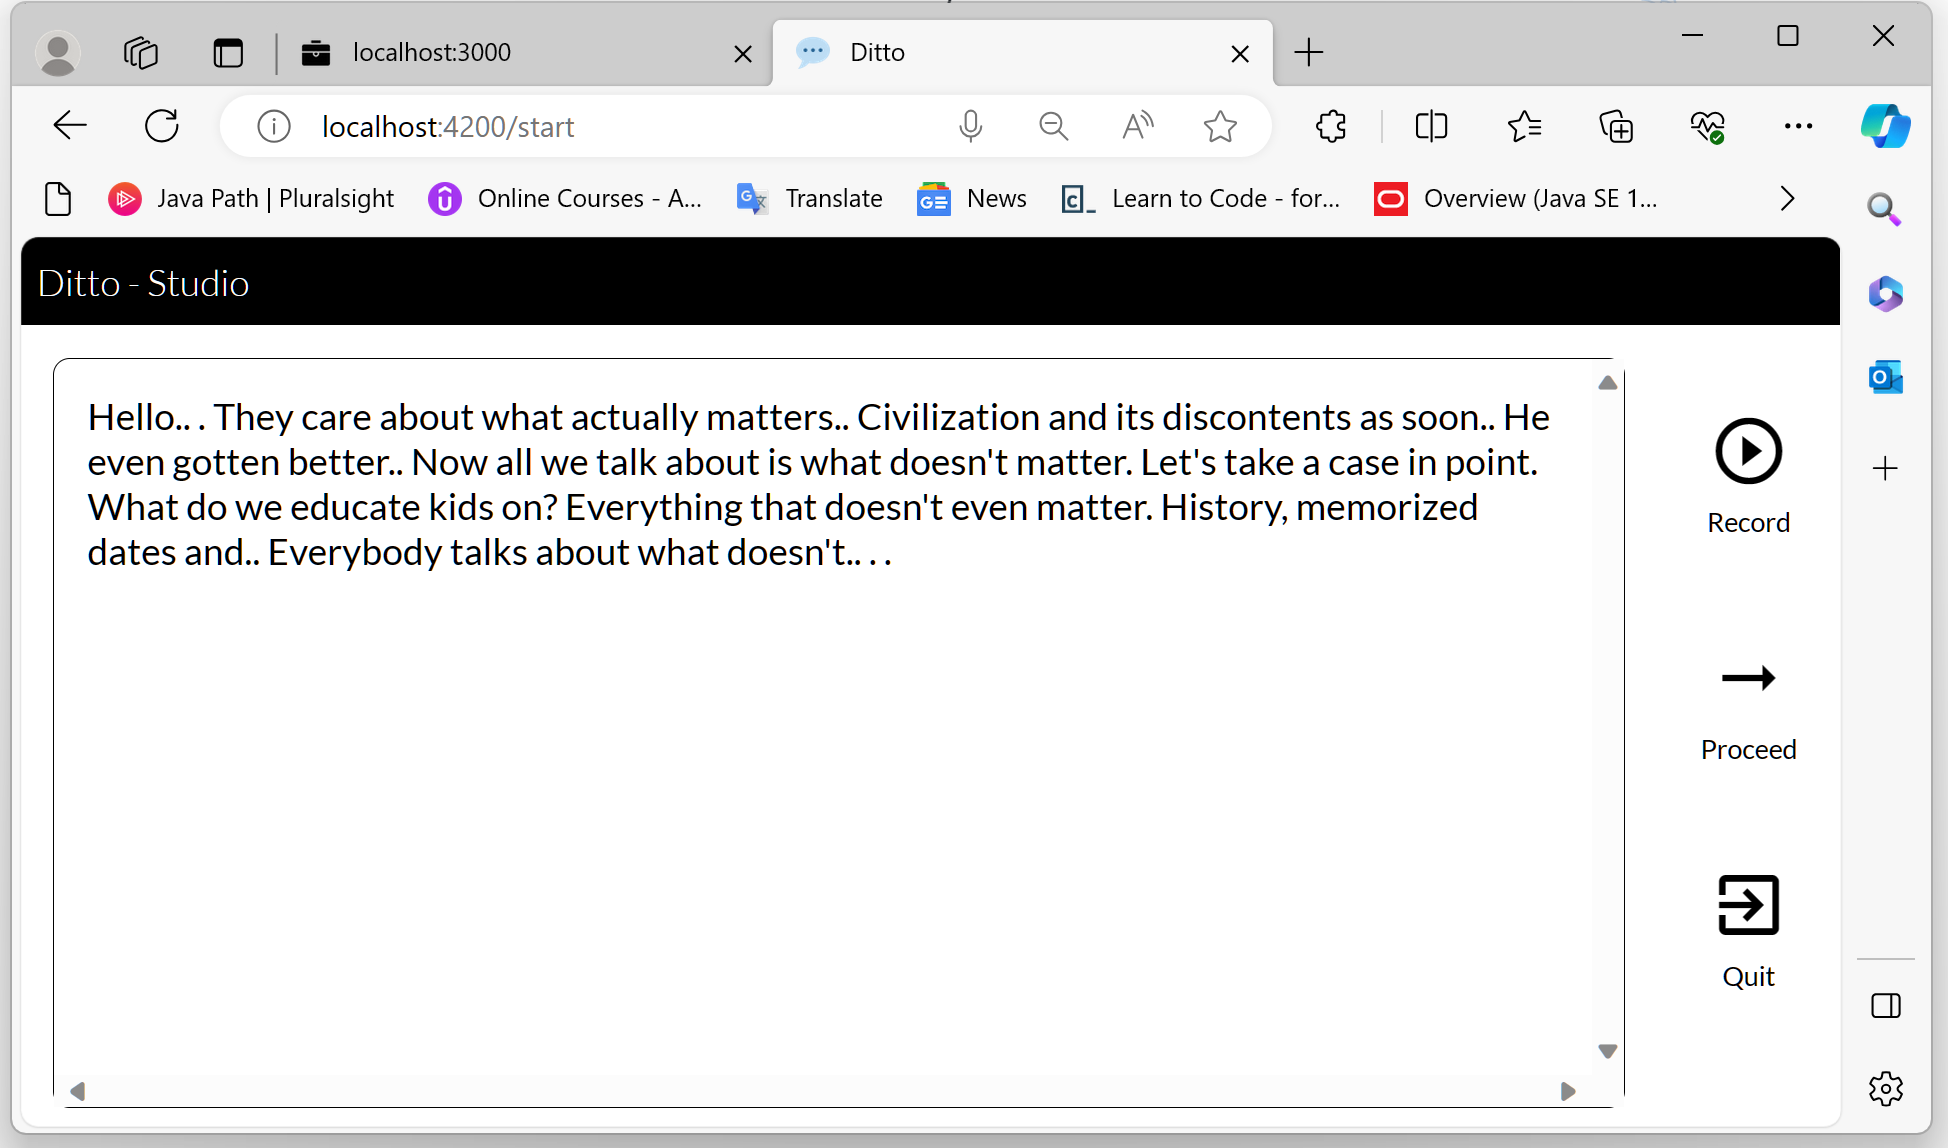 localhost:3000
Ditto
localhost:4200/start
Java Path | Pluralsight
Online Courses - A...
Translate
News
Learn to Code - for...
Overview (Java SE 1...
Ditto - Studio
Hello.. . They care about what actually matters.. Civilization and its discontents as soon.. He
even gotten better.. Now all we talk about is what doesn't matter. Let's take a case in point.
What do we educate kids on? Everything that doesn't even matter. History, memorized
dates and.. Everybody talks about what doesn't.. . .
Record
Proceed
Quit